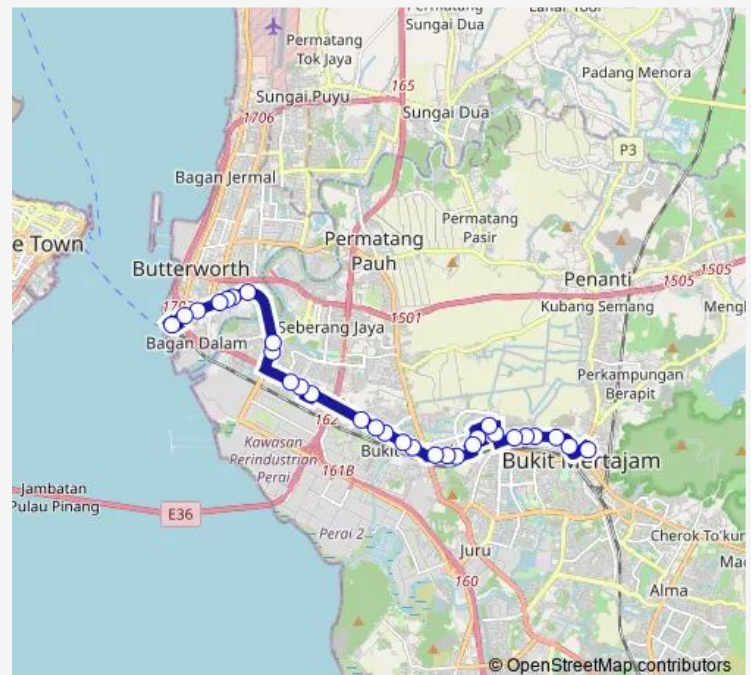 Sungai Dua
Permatang
Tok Jaya
165
Padang Menora
Sungai Puyu
Sungai Dua
1706
P3
Bagan Jermal
Permatang
Pasir
e Town
Permatang
Pauh
Butterworth
Penanti
1505
1505
Kubang Semang
1501
Seberang Jaya
Bagan Dalam
Perkampungan
Berapit
162
Kawasan
Perindustrian
Perai
161B
Bukit Mertajam
Jambatan
Pulau Pinang
E36
Perai 2
Juru
Cherok To'kun
160
Alma
© OpenStreetMap contributors